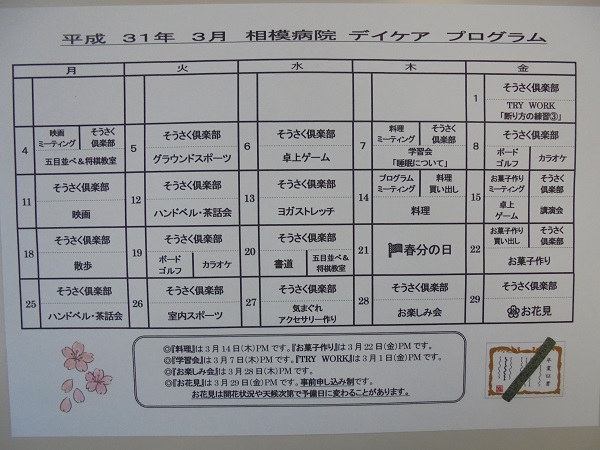 平成 31年 3月 相模病院 デイケア プログラム
月 火 水 木 金
1
そうさく倶楽部
TRY WORK
「断り方の練習③」
4
映画
ミーティング
そうさく
倶楽部
五目並べ&将棋教室
5
そうさく倶楽部
グラウンドスポーツ
6
そうさく倶楽部
卓上ゲーム
7
料理
ミーティング
そうさく
倶楽部
学習会
「睡眠について」
8
そうさく倶楽部
ボード
ゴルフ
カラオケ
11
そうさく倶楽部
映画
12
そうさく倶楽部
ハンドベル・茶話会
13
そうさく倶楽部
ヨガストレッチ
14
プログラム
ミーティング
料理
買い出し
料理
15
お菓子作り
ミーティング
そうさく
倶楽部
卓上
ゲーム
講演会
18
そうさく倶楽部
散歩
19
そうさく倶楽部
ボード
ゴルフ
カラオケ
20
そうさく倶楽部
書道
五目並べ&
将棋教室
21
春分の日
22
お菓子作り
買い出し
そうさく
倶楽部
お菓子作り
25
そうさく倶楽部
ハンドベル・茶話会
26
そうさく倶楽部
室内スポーツ
27
そうさく倶楽部
気まぐれ
アクセサリー作り
28
そうさく倶楽部
お楽しみ会
29
そうさく倶楽部
お花見
◎『料理』は3月14日(木)PMです。『お菓子作り』は3月22日(金)PMです。
◎『学習会』は3月7日(木)PMです。『TRY WORK』は3月1日(金)PMです。
◎『お楽しみ会』は3月28日(木)PMです。
◎『お花見』は3月29日(金)PMです。事前申し込み制です。
お花見は開花状況や天候次第で予備日に変わることがあります。
卒業証書